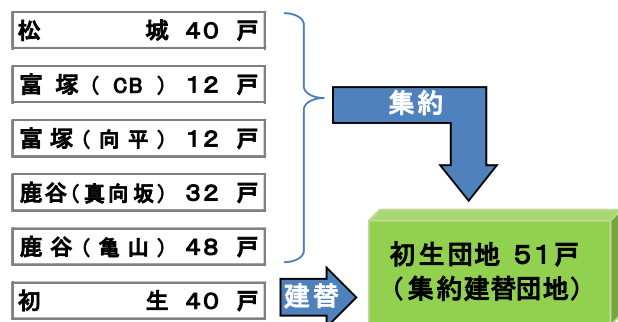 松城 40 戸
富塚(CB) 12 戸
富塚(向平) 12 戸
鹿谷(真向坂) 32 戸
鹿谷(亀山) 48 戸
初生 40 戸
集約
建替
初生団地 51戸
(集約建替団地)